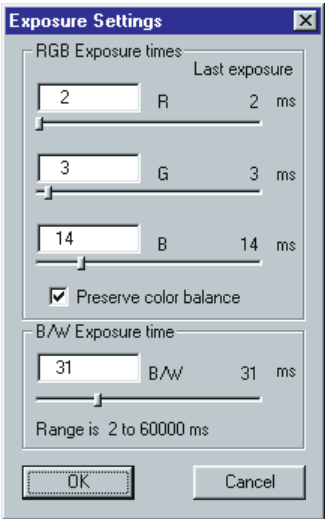 Exposure Settings
RGB Exposure times
Last exposure
2 R 2 ms
3 G 3 ms
14 B 14 ms
Preserve color balance
B/W Exposure time
31 B/W 31 ms
Range is 2 to 60000 ms
OK Cancel